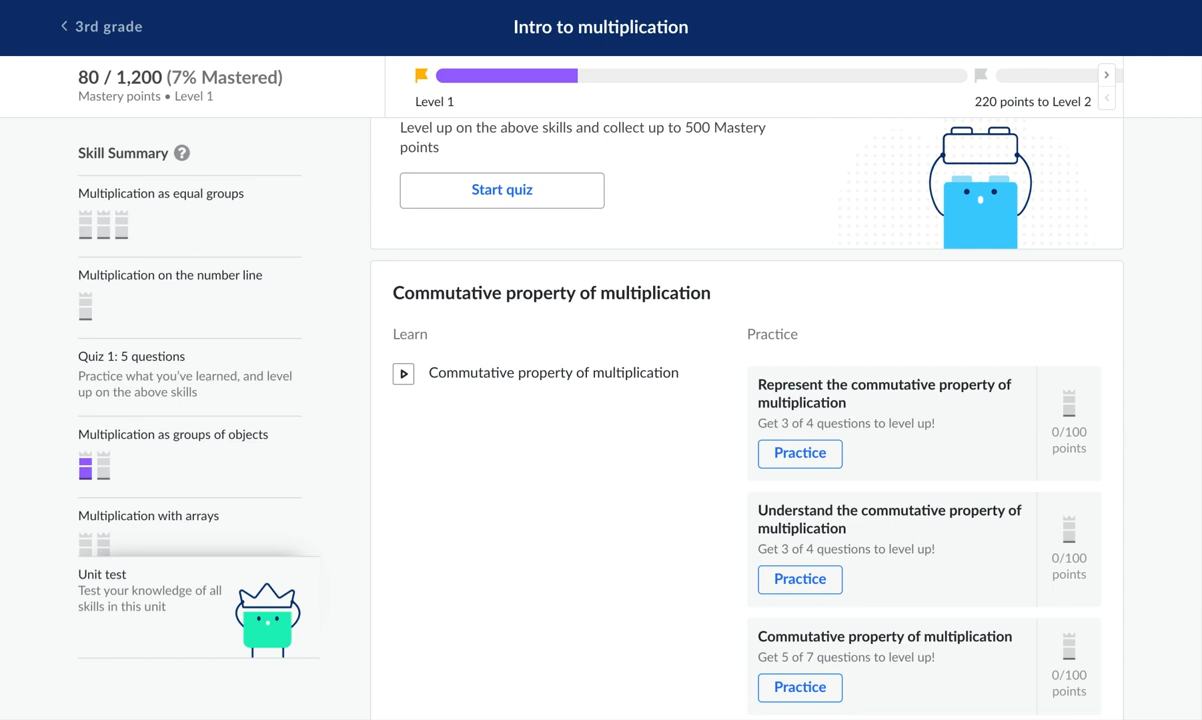 3rd grade
Intro to multiplication
80 / 1,200 (7% Mastered)
Mastery points • Level 1
Level 1
220 points to Level 2
Skill Summary ?
Multiplication as equal groups
Multiplication on the number line
Quiz 1: 5 questions
Practice what you've learned, and level
up on the above skills
Multiplication as groups of objects
Multiplication with arrays
Unit test
Test your knowledge of all
skills in this unit
Level up on the above skills and collect up to 500 Mastery
points
Start quiz
Commutative property of multiplication
Learn
Commutative property of multiplication
Practice
Represent the commutative property of
multiplication
Get 3 of 4 questions to level up!
Practice
0/100
points
Understand the commutative property of
multiplication
Get 3 of 4 questions to level up!
Practice
0/100
points
Commutative property of multiplication
Get 5 of 7 questions to level up!
Practice
0/100
points